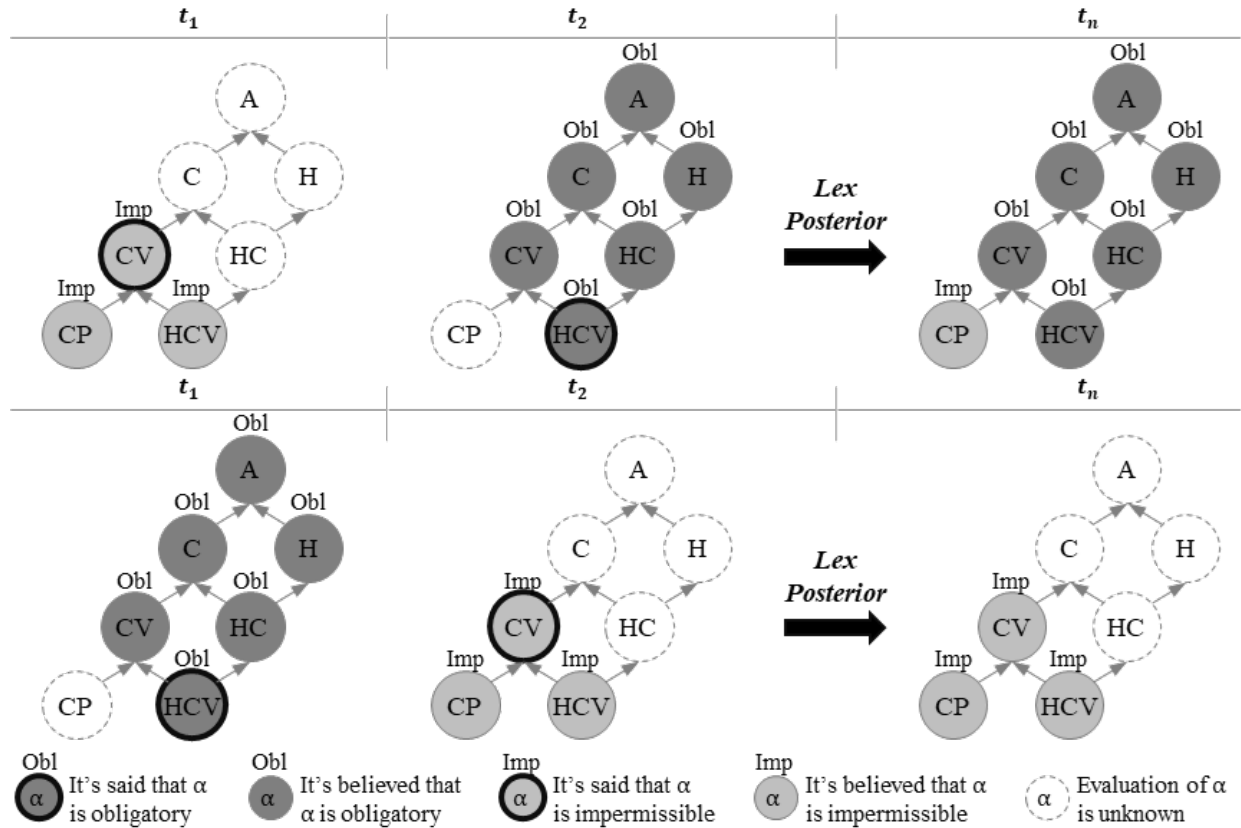 t1 t2 tn
Obl Obl
A A A
Obl Obl Obl Obl
C H C H C H
Imp Obl Obl Lex Posterior Obl Obl
CV HC CV HC CV HC
Imp Imp Obl Imp Obl
CP HCV CP HCV CP HCV
t1 t2 tn
Obl
A A A
Obl Obl
C H C H C H
Obl Obl Imp Lex Posterior Imp
CV HC CV HC CV HC
Obl Imp Imp Imp Imp
CP HCV CP HCV CP HCV
Obl Obl Imp Imp
α It's said that α is obligatory
α It's believed that α is obligatory
α It's said that α is impermissible
α It's believed that α is impermissible
α Evaluation of α is unknown